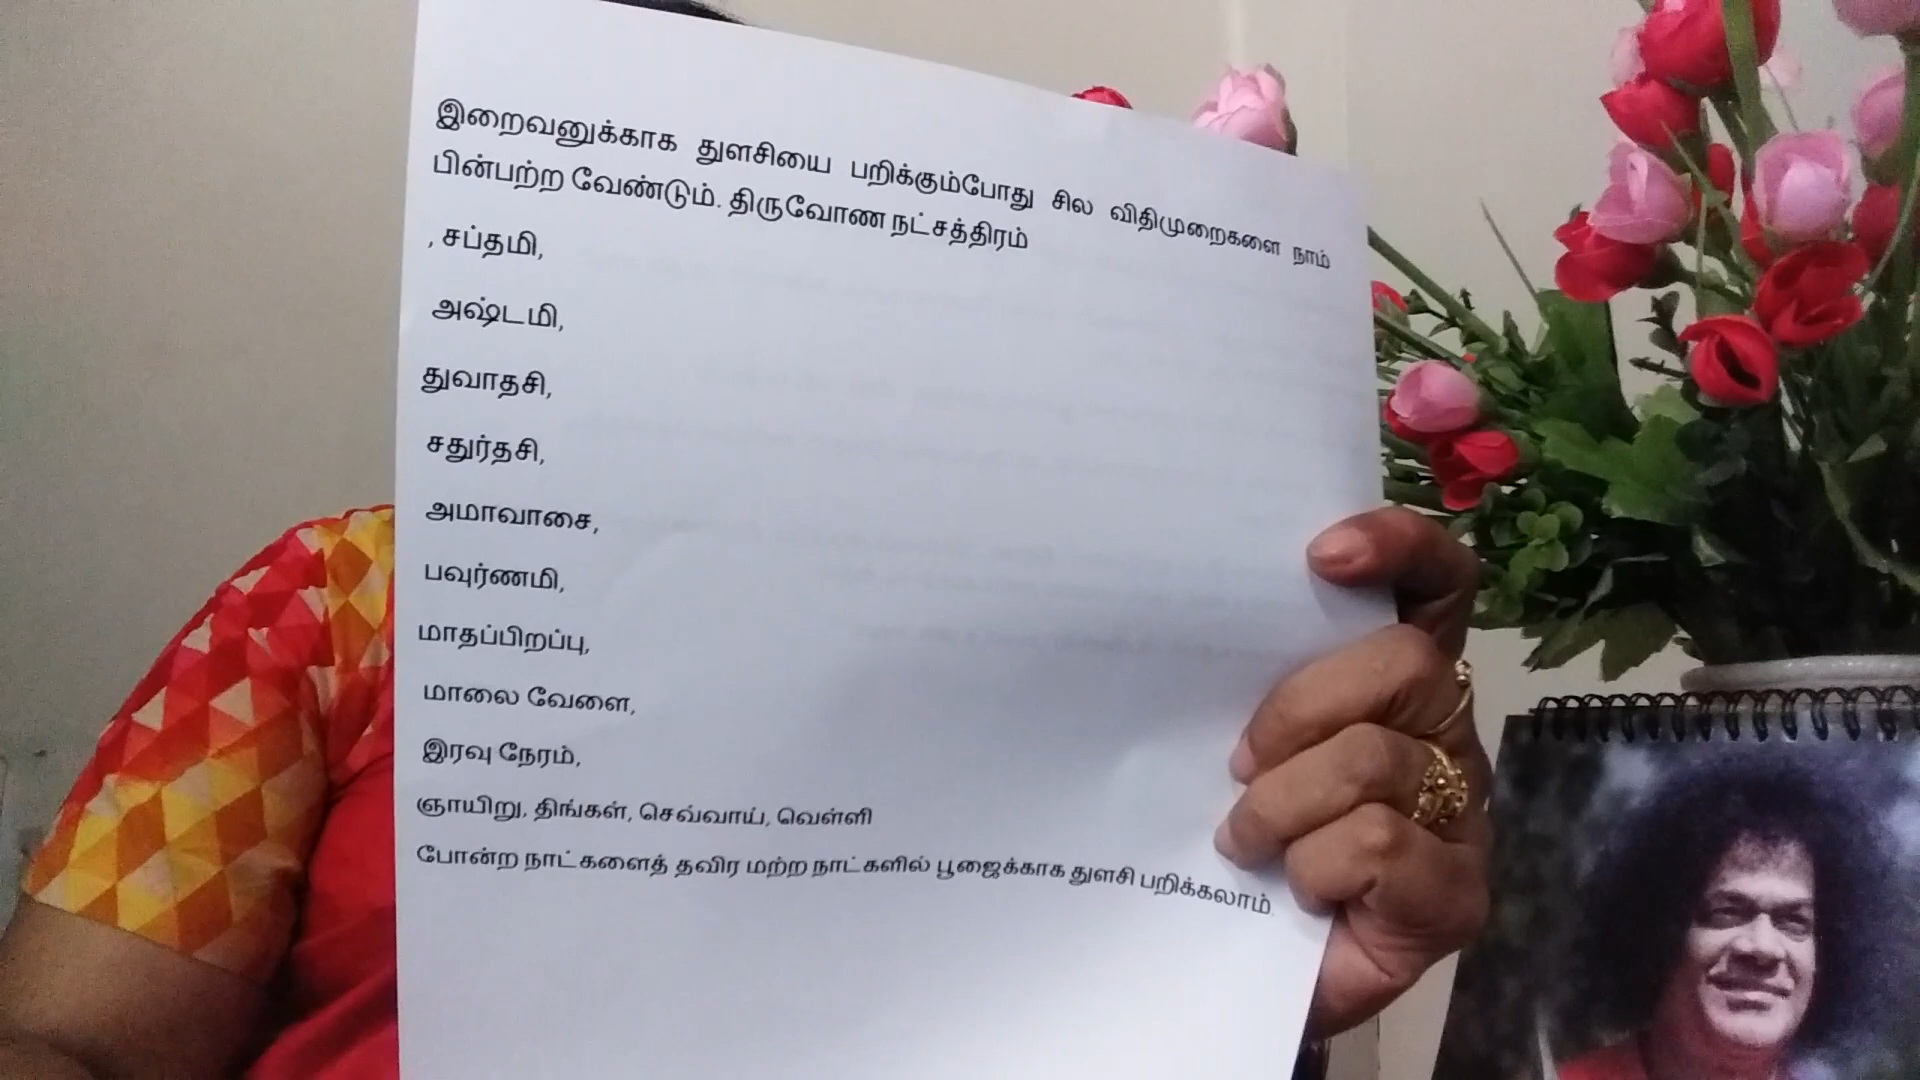 இறைவனுக்காக துளசியை பறிக்கும்போது சில விதிமுறைகளை நாம்
பின்பற்ற வேண்டும். திருவோண நட்சத்திரம்
, சப்தமி,
அஷ்டமி,
துவாதசி,
சதுர்தசி,
அமாவாசை,
பவுர்ணமி,
மாதப்பிறப்பு,
மாலை வேளை,
இரவு நேரம்,
ஞாயிறு, திங்கள், செவ்வாய், வெள்ளி
போன்ற நாட்களைத் தவிர மற்ற நாட்களில் பூஜைக்காக துளசி பறிக்கலாம்.